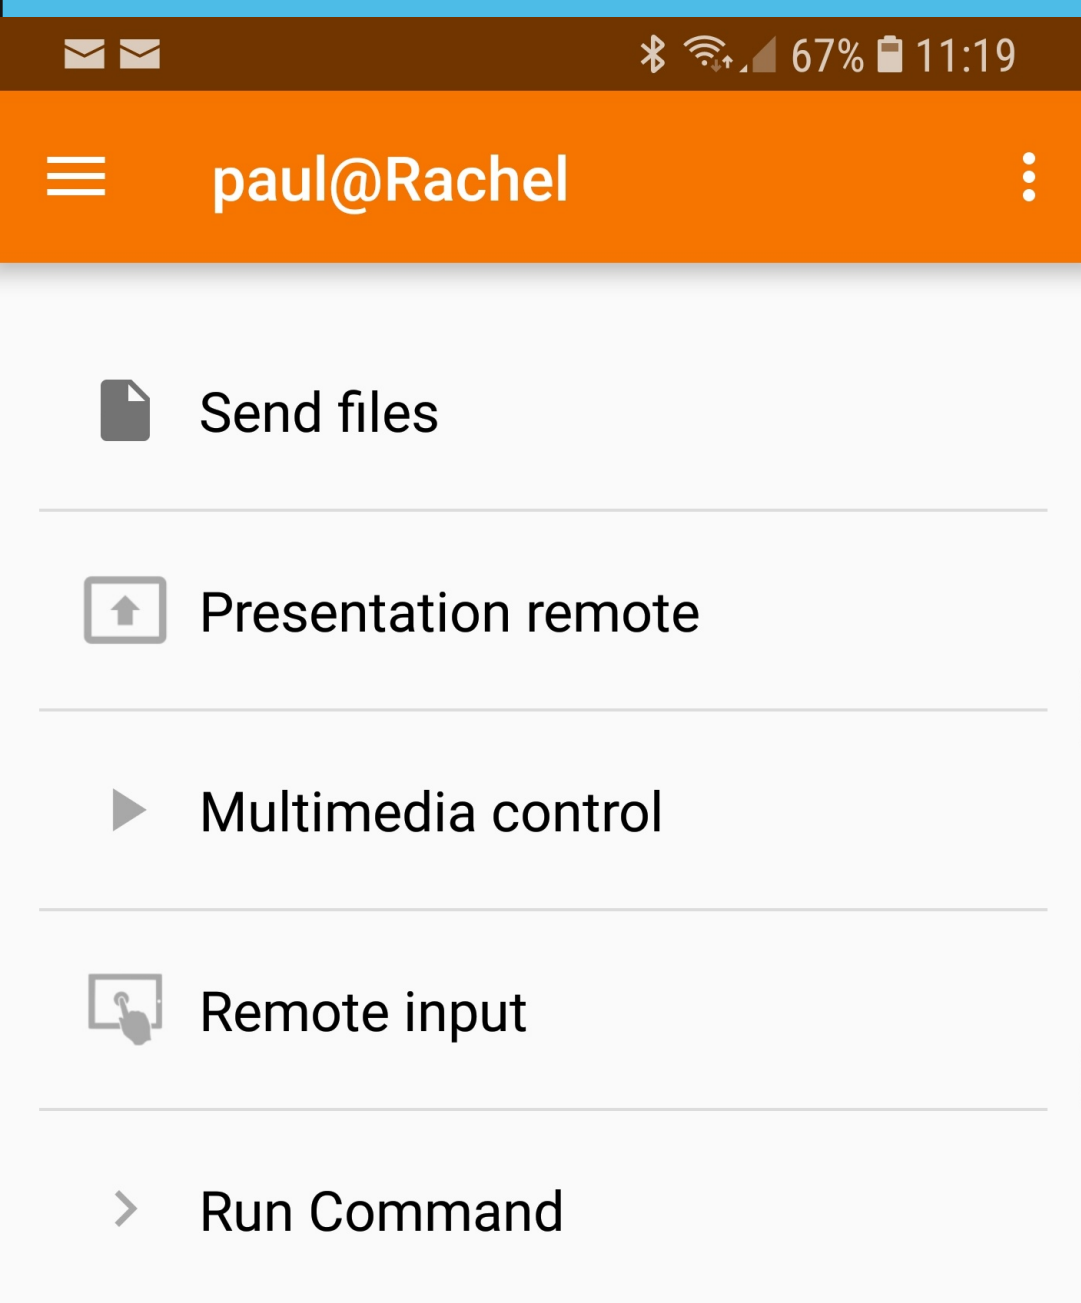 67% 11:19
paul@Rachel
Send files
Presentation remote
Multimedia control
Remote input
Run Command